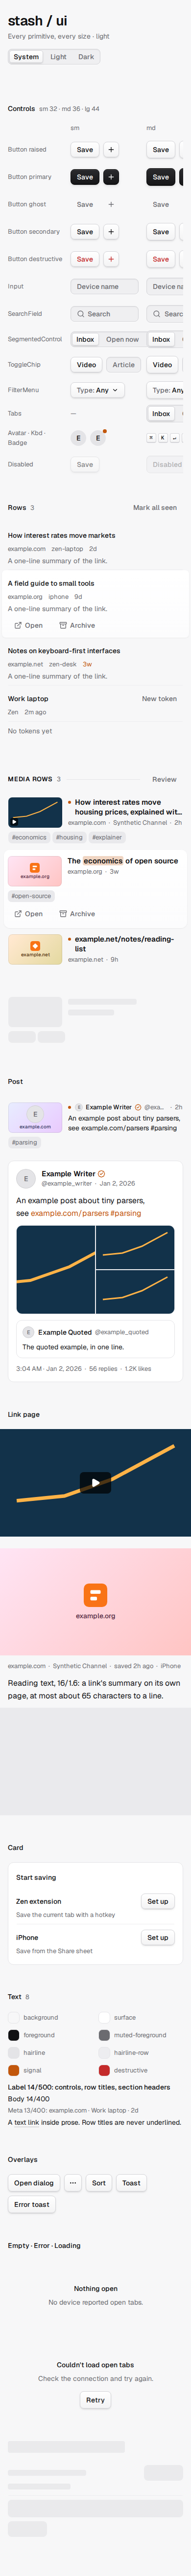 stash / ui
Every primitive, every size · light
System Light Dark
Controls sm 32 · md 36 · lg 44
sm md
Button raised Save + Save
Button primary Save + Save
Button ghost Save + Save
Button secondary Save + Save
Button destructive Save + Save
Input Device name Device na
SearchField Search Searc
SegmentedControl Inbox Open now Inbox
ToggleChip Video Article Video
FilterMenu Type: Any Type: Any
Tabs — Inbox
Avatar · Kbd · Badge E E ⌘ K ↵
Disabled Save Disabled
Rows 3 Mark all seen
How interest rates move markets
example.com zen-laptop 2d
A one-line summary of the link.
A field guide to small tools
example.org iphone 9d
A one-line summary of the link.
Open Archive
Notes on keyboard-first interfaces
example.net zen-desk 3w
A one-line summary of the link.
Work laptop New token
Zen 2m ago
No tokens yet
MEDIA ROWS 3 Review
How interest rates move
housing prices, explained wit…
example.com · Synthetic Channel · 2h
#economics #housing #explainer
example.org
The economics of open source
example.org · 3w
#open-source
Open Archive
example.net
example.net/notes/reading-
list
example.net · 9h
Post
E
example.com
E Example Writer @exa… · 2h
An example post about tiny parsers,
see example.com/parsers #parsing
#parsing
E Example Writer
@example_writer · Jan 2, 2026
An example post about tiny parsers,
see example.com/parsers #parsing
E Example Quoted @example_quoted
The quoted example, in one line.
3:04 AM · Jan 2, 2026 · 56 replies · 1.2K likes
Link page
example.org
example.com · Synthetic Channel · saved 2h ago · iPhone
Reading text, 16/1.6: a link's summary on its own
page, at most about 65 characters to a line.
Card
Start saving
Zen extension Set up
Save the current tab with a hotkey
iPhone Set up
Save from the Share sheet
Text 8
background surface
foreground muted-foreground
hairline hairline-row
signal destructive
Label 14/500: controls, row titles, section headers
Body 14/400
Meta 13/400: example.com · Work laptop · 2d
A text link inside prose. Row titles are never underlined.
Overlays
Open dialog ··· Sort Toast
Error toast
Empty · Error · Loading
Nothing open
No device reported open tabs.
Couldn't load open tabs
Check the connection and try again.
Retry